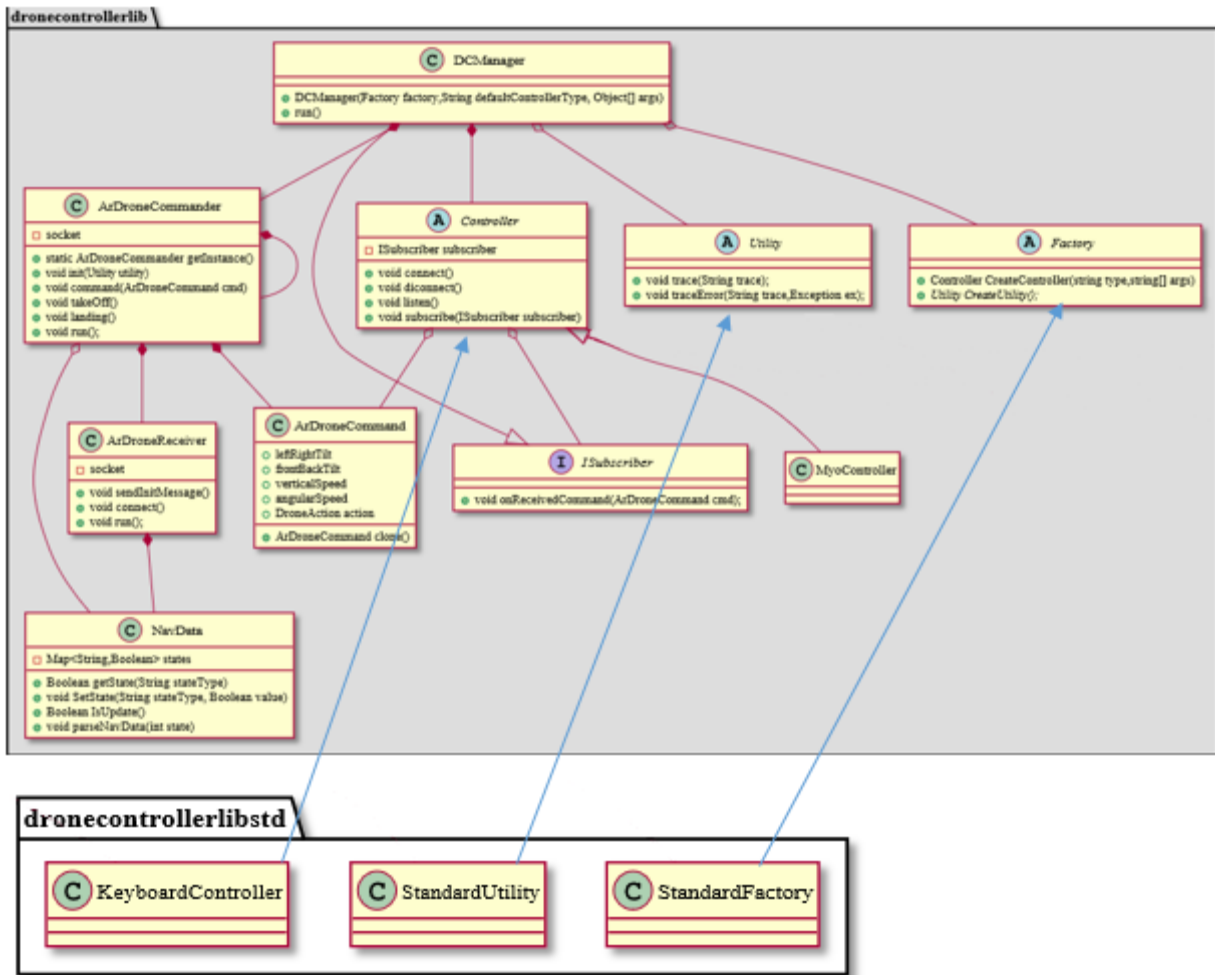 dronecontrollerlib
C DCManager
DCManager(Factory factory,String defaultControllerType, Object[] args)
run()
C ArDroneCommander
socket
static ArDroneCommander getInstance()
void init(Utility utility)
void command(ArDroneCommand cmd)
void takeOff()
void landing()
void run();
A Controller
ISubscriber subscriber
void connect()
void diconnect()
void listen()
void subscribe(ISubscriber subscriber)
A Utility
void trace(String trace);
void traceError(String trace,Exception ex);
A Factory
Controller CreateController(string type,string[] args)
Utility CreateUtility();
C ArDroneReceiver
socket
void sendInitMessage()
void connect()
void run();
C ArDroneCommand
leftRightTilt
frontBackTilt
verticalSpeed
angularSpeed
DroneAction action
ArDroneCommand clone()
I ISubscriber
void onReceivedCommand(ArDroneCommand cmd);
C MyoController
C NavData
Map<String,Boolean> states
Boolean getState(String stateType)
void SetState(String stateType, Boolean value)
Boolean IsUpdate()
void parseNavData(int state)
dronecontrollerlibstd
C KeyboardController
C StandardUtility
C StandardFactory